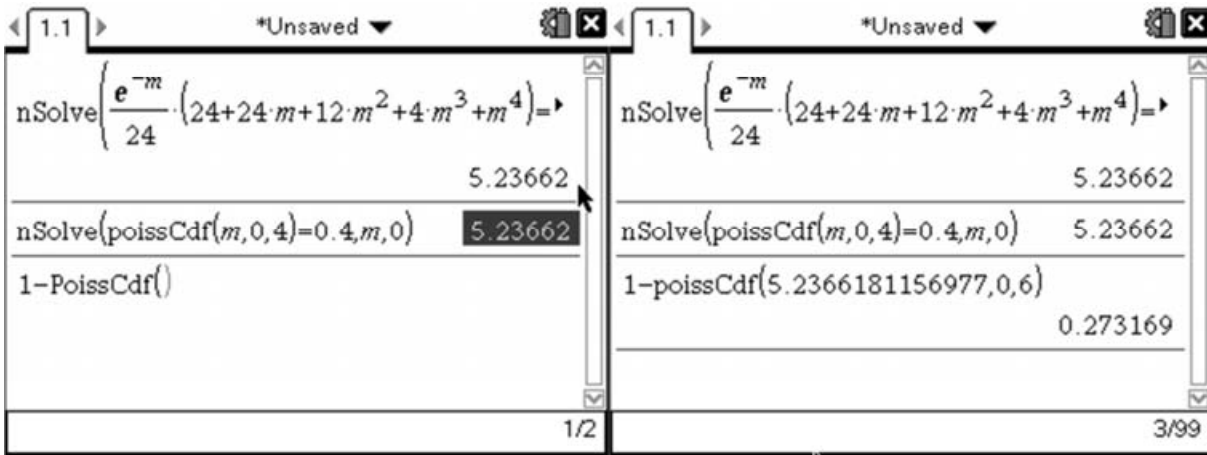 1.1 *Unsaved
nSolve(e^-m/24·(24+24·m+12·m^2+4·m^3+m^4)=▸
5.23662
nSolve(poissCdf(m,0,4)=0.4,m,0) 5.23662
1-PoissCdf()
1/2
1.1 *Unsaved
nSolve(e^-m/24·(24+24·m+12·m^2+4·m^3+m^4)=▸
5.23662
nSolve(poissCdf(m,0,4)=0.4,m,0) 5.23662
1-poissCdf(5.2366181156977,0,6)
0.273169
3/99